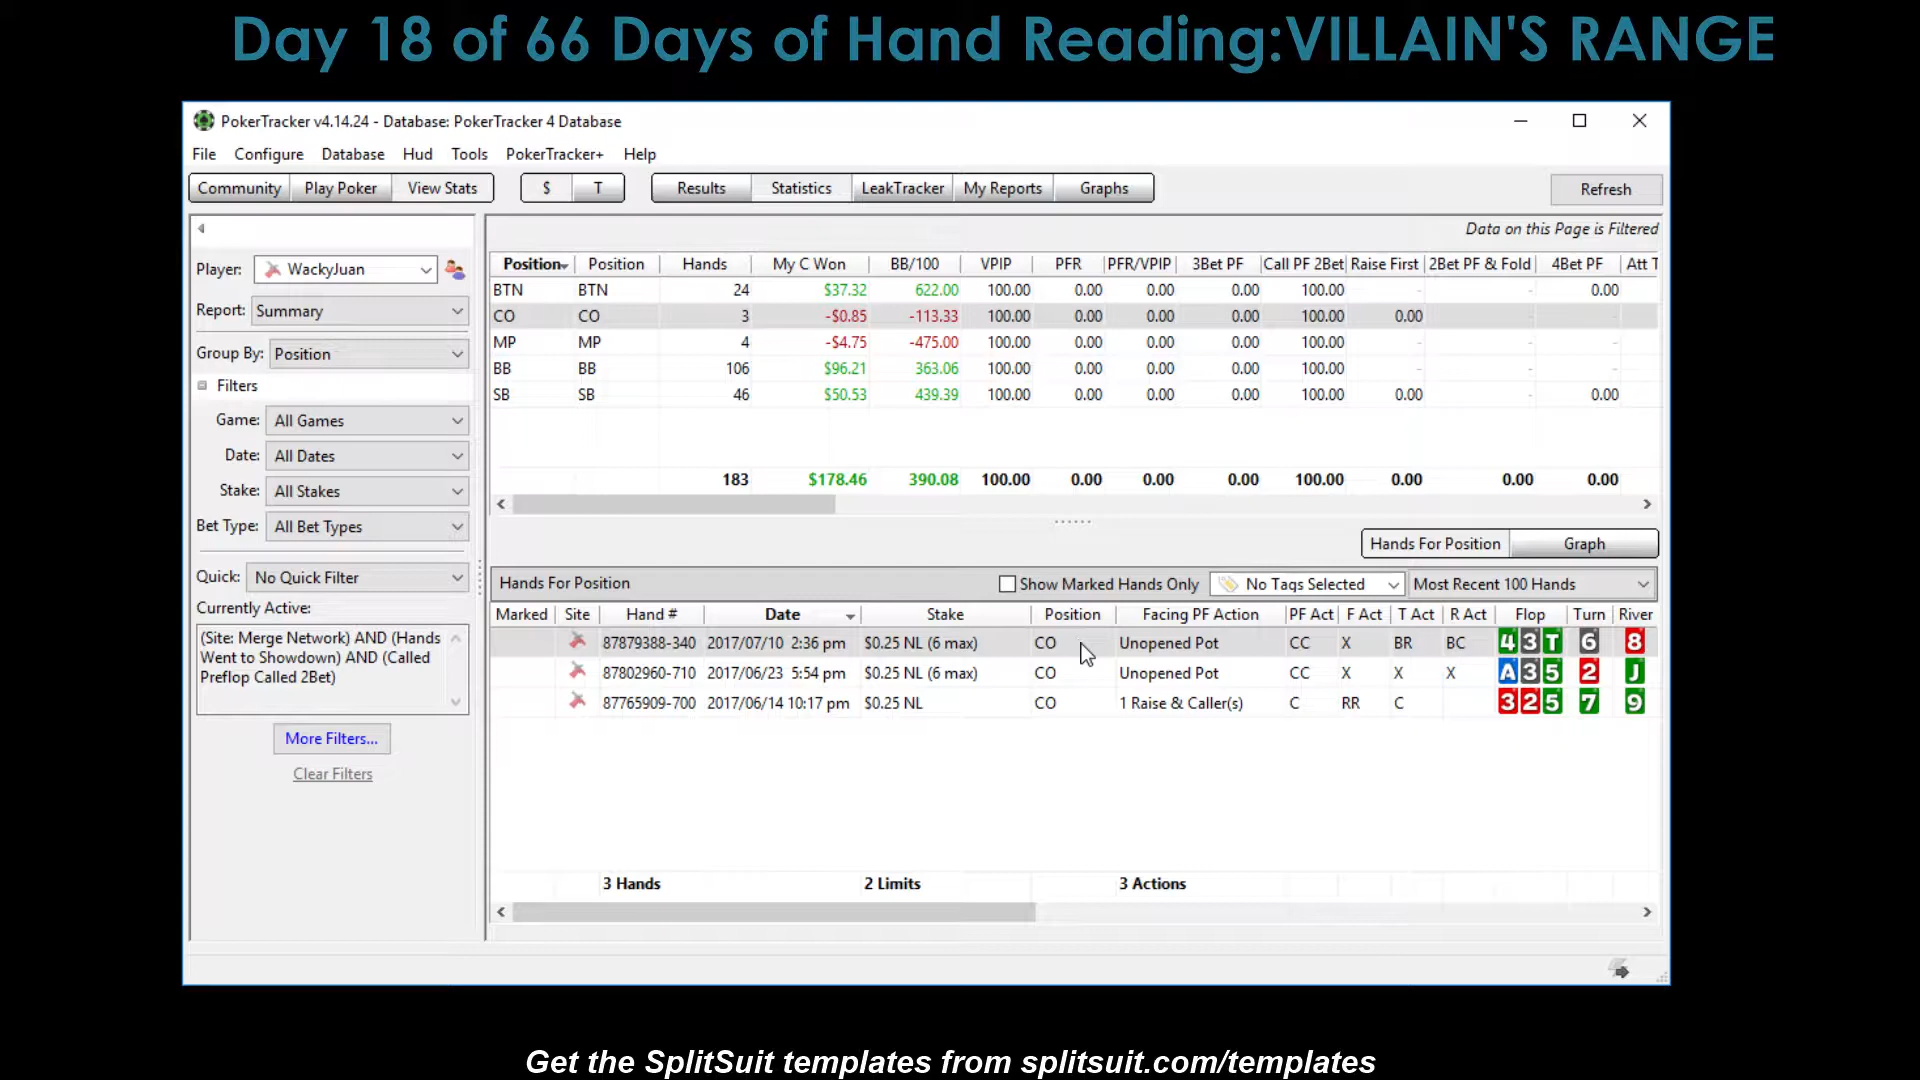 Day 18 of 66 Days of Hand Reading:VILLAIN'S RANGE
PokerTracker v4.14.24 - Database: PokerTracker 4 Database
File Configure Database Hud Tools PokerTracker+ Help
Community Play Poker View Stats $ T Results Statistics LeakTracker My Reports Graphs Refresh
Data on this Page is Filtered
Player: WackyJuan
Report: Summary
Group By: Position
Filters
Game: All Games
Date: All Dates
Stake: All Stakes
Bet Type: All Bet Types
Quick: No Quick Filter
Currently Active:
(Site: Merge Network) AND (Hands
Went to Showdown) AND (Called
Preflop Called 2Bet)
More Filters...
Clear Filters
Position Position Hands My C Won BB/100 VPIP PFR PFR/VPIP 3Bet PF Call PF 2Bet Raise First 2Bet PF & Fold 4Bet PF Att T
BTN BTN 24 $37.32 622.00 100.00 0.00 0.00 0.00 100.00 - - 0.00
CO CO 3 -$0.85 -113.33 100.00 0.00 0.00 0.00 100.00 0.00 - -
MP MP 4 -$4.75 -475.00 100.00 0.00 0.00 0.00 100.00 - - -
BB BB 106 $96.21 363.06 100.00 0.00 0.00 0.00 100.00 - - -
SB SB 46 $50.53 439.39 100.00 0.00 0.00 0.00 100.00 0.00 - 0.00
183 $178.46 390.08 100.00 0.00 0.00 0.00 100.00 0.00 0.00 0.00
Hands For Position Graph
Hands For Position Show Marked Hands Only No Tags Selected Most Recent 100 Hands
Marked Site Hand # Date Stake Position Facing PF Action PF Act F Act T Act R Act Flop Turn River
87879388-340 2017/07/10 2:36 pm $0.25 NL (6 max) CO Unopened Pot CC X BR BC 4 3 T 6 8
87802960-710 2017/06/23 5:54 pm $0.25 NL (6 max) CO Unopened Pot CC X X X A 3 5 2 J
87765909-700 2017/06/14 10:17 pm $0.25 NL CO 1 Raise & Caller(s) C RR C 3 2 5 7 9
3 Hands 2 Limits 3 Actions
Get the SplitSuit templates from splitsuit.com/templates